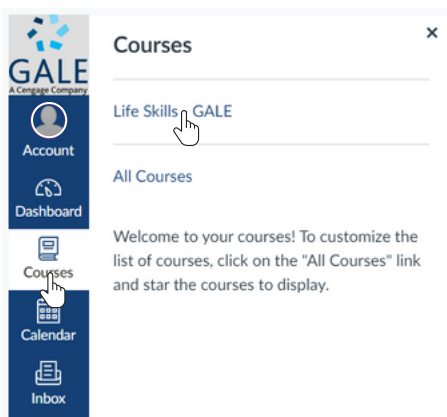 GALE
A Cengage Company
Account
Dashboard
Courses
Calendar
Inbox
Courses
×
Life Skills - GALE
All Courses
Welcome to your courses! To customize the
list of courses, click on the "All Courses" link
and star the courses to display.